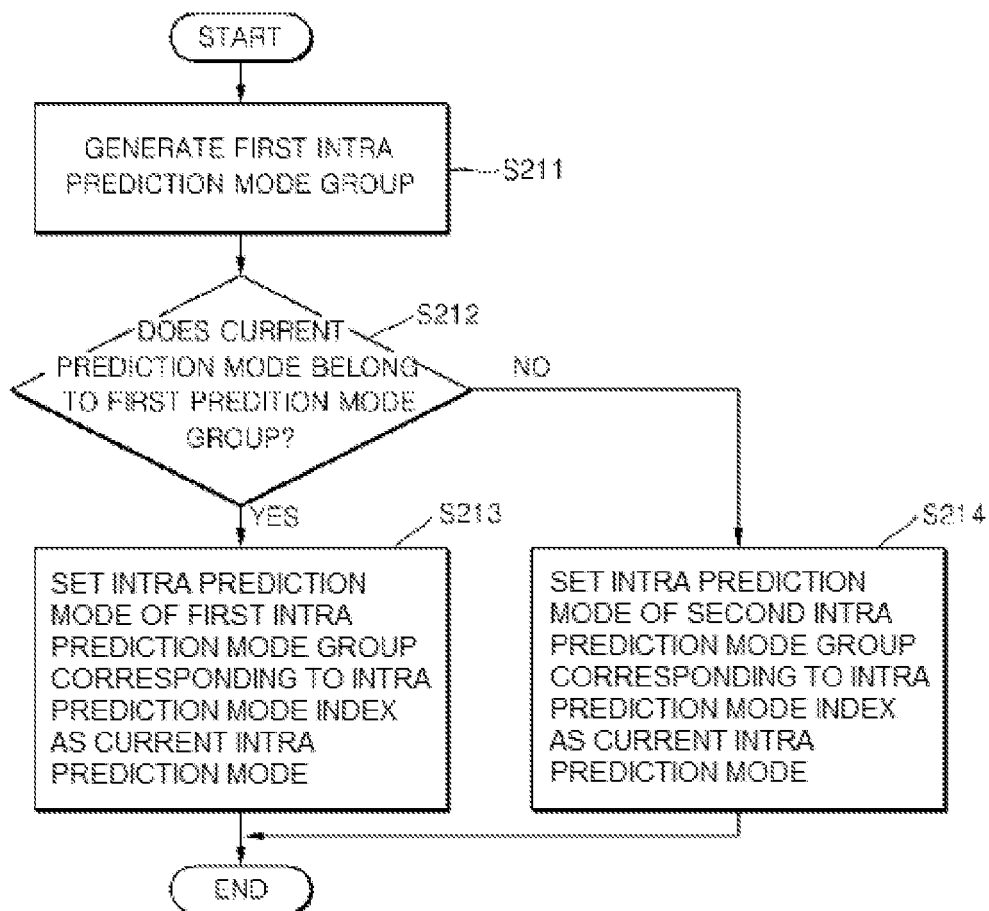 START
GENERATE FIRST INTRA
PREDICTION MODE GROUP
S211
S212
DOES CURRENT
PREDICTION MODE BELONG
TO FIRST PREDITION MODE
GROUP?
NO
YES
S213
SET INTRA PREDICTION
MODE OF FIRST INTRA
PREDICTION MODE GROUP
CORRESPONDING TO INTRA
PREDICTION MODE INDEX
AS CURRENT INTRA
PREDICTION MODE
S214
SET INTRA PREDICTION
MODE OF SECOND INTRA
PREDICTION MODE GROUP
CORRESPONDING TO INTRA
PREDICTION MODE INDEX
AS CURRENT INTRA
PREDICTION MODE
END